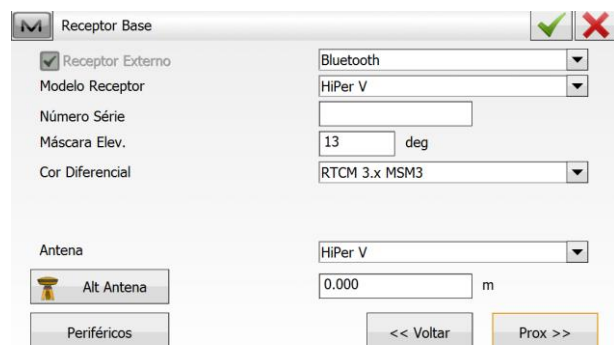 Receptor Base
Receptor Externo Bluetooth
Modelo Receptor HiPer V
Número Série
Máscara Elev. 13 deg
Cor Diferencial RTCM 3.x MSM3
Antena HiPer V
Alt Antena 0.000 m
Periféricos << Voltar Prox >>